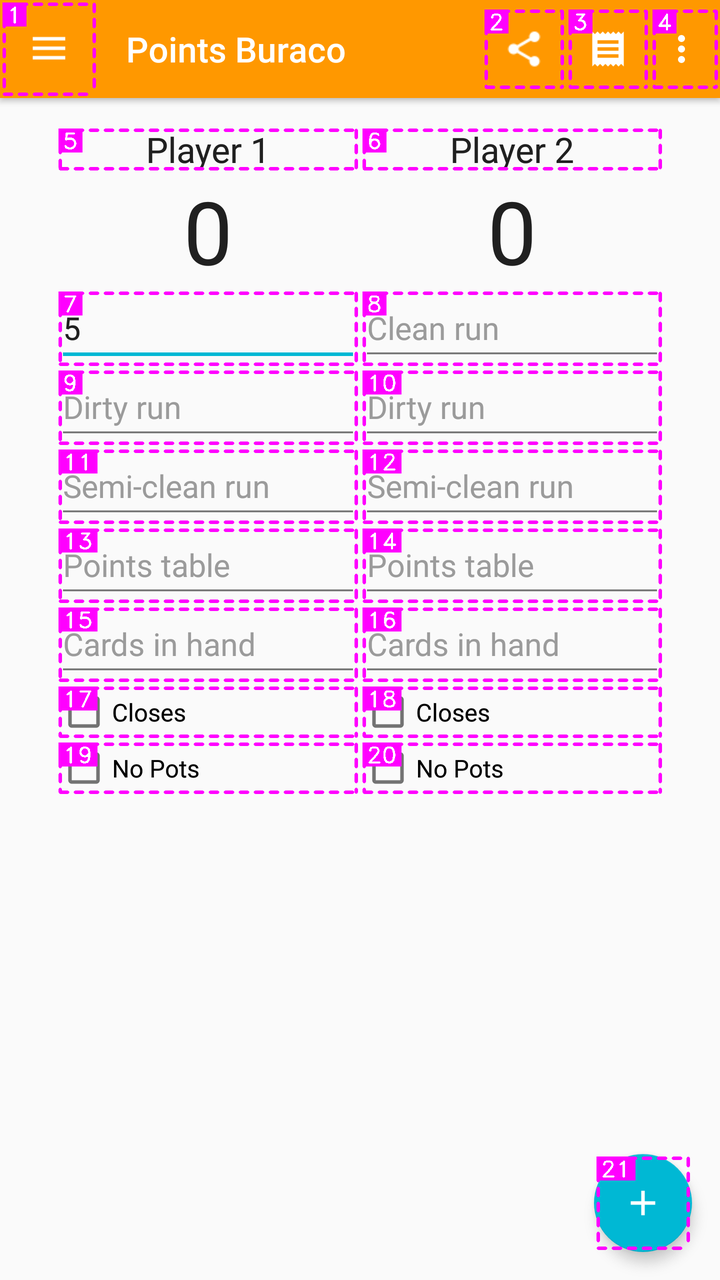 1
Points Buraco
2
3
4
5
Player 1
6
Player 2
0
0
7
5
8
Clean run
9
Dirty run
10
Dirty run
11
Semi-clean run
12
Semi-clean run
13
Points table
14
Points table
15
Cards in hand
16
Cards in hand
17
Closes
18
Closes
19
No Pots
20
No Pots
21
+